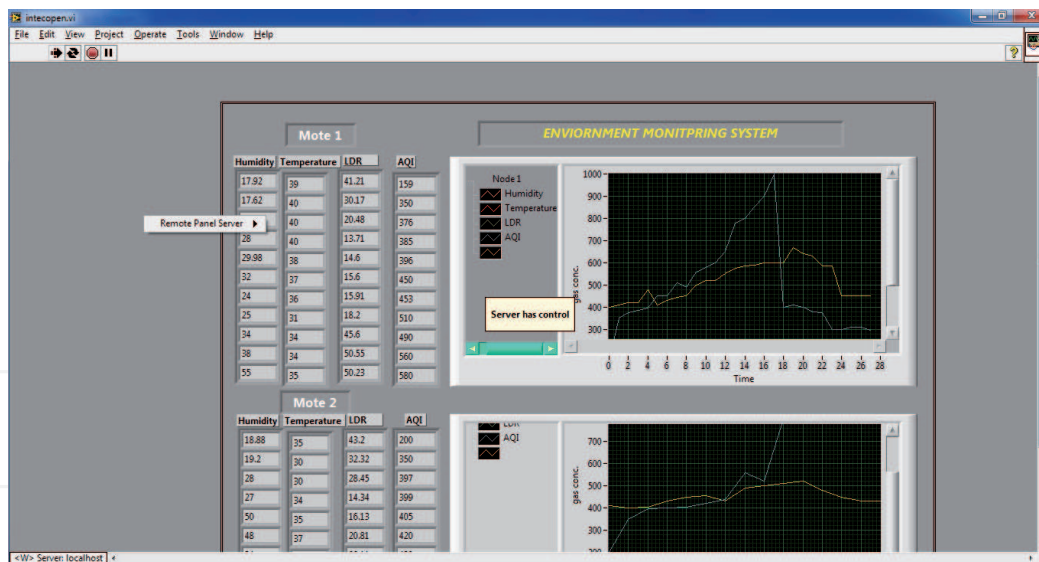 intecopen.vi
File Edit View Project Operate Tools Window Help
Mote 1
ENVIORNMENT MONITPRING SYSTEM
Humidity Temperature LDR AQI
17.92 39 41.21 159
17.62 40 30.17 350
40 20.48 376
28 40 13.71 385
29.98 38 14.6 396
32 37 15.6 450
24 36 15.91 453
25 31 18.2 510
34 34 45.6 490
38 34 50.55 560
55 35 50.23 580
Remote Panel Server
Node1
Humidity
Temperature
LDR
AQI
Server has control
gas conc.
1000
900
800
700
600
500
400
300
0 2 4 6 8 10 12 14 16 18 20 22 24 26 28
Time
Mote 2
Humidity Temperature LDR AQI
18.88 35 43.2 200
19.2 30 32.32 350
28 30 28.45 397
27 34 14.34 399
50 35 16.13 405
48 37 20.81 420
LDR
AQI
gas conc.
700
600
500
400
300
200
<W> Server: localhost